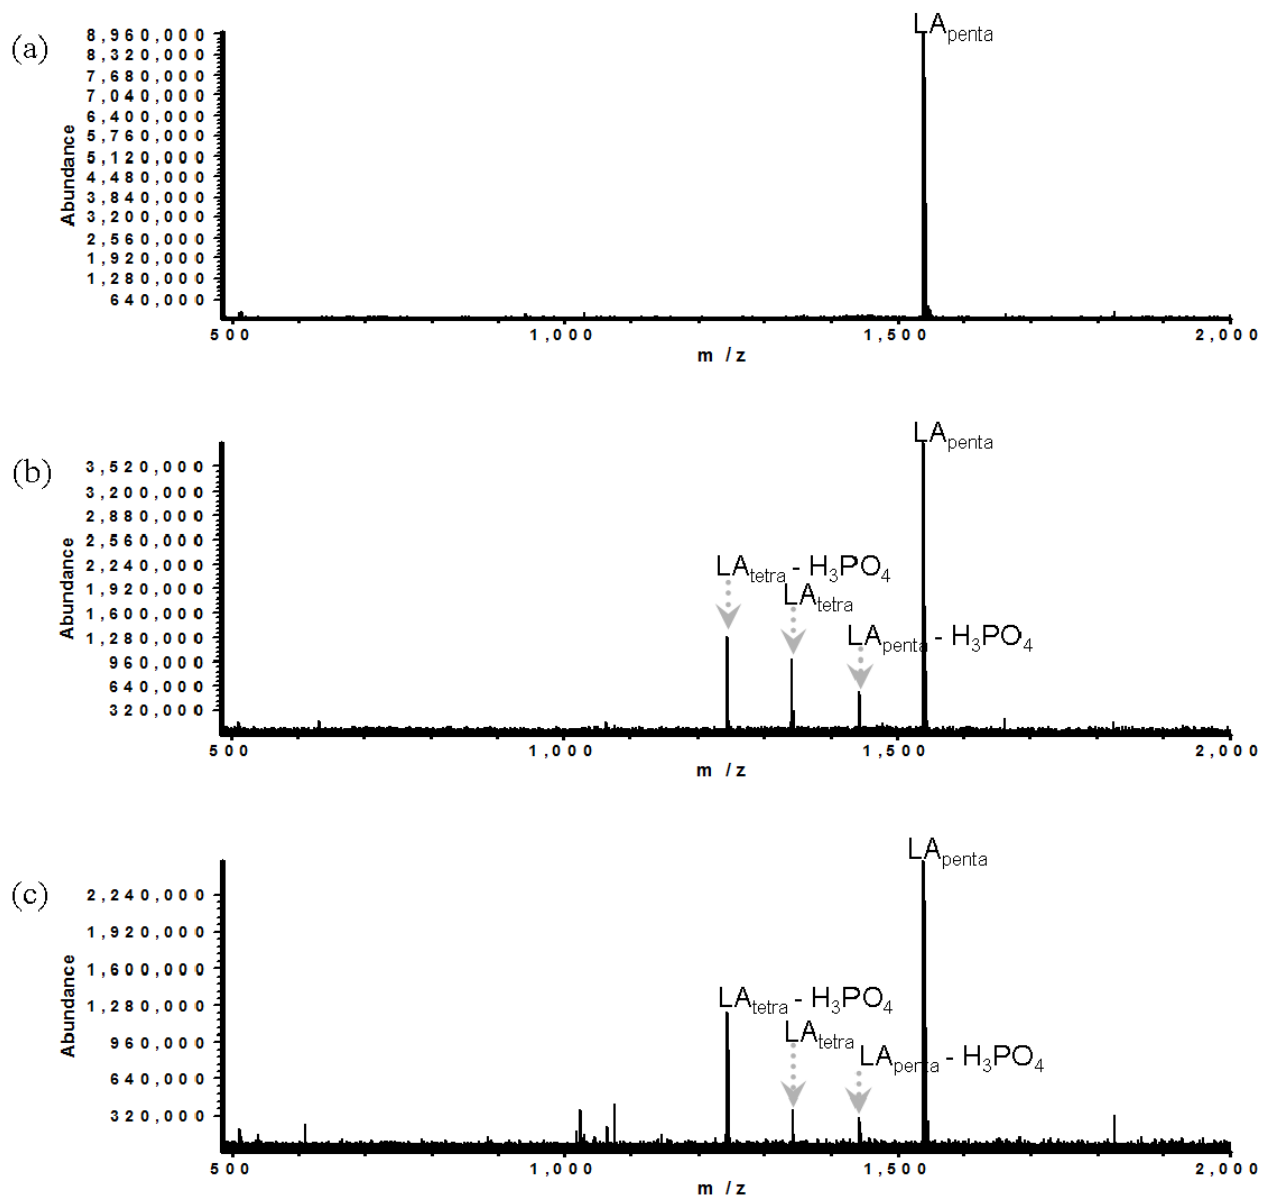 (a)
LApenta
8,960,000
8,320,000
7,680,000
7,040,000
6,400,000
5,760,000
5,120,000
4,480,000
3,840,000
3,200,000
2,560,000
1,920,000
1,280,000
640,000
Abundance
500 1,000 1,500 2,000
m /z
(b)
LApenta
3,520,000
3,200,000
2,880,000
2,560,000
2,240,000
1,920,000
1,600,000
1,280,000
960,000
640,000
320,000
Abundance
LAtetra - H3PO4
LAtetra
LApenta - H3PO4
500 1,000 1,500 2,000
m /z
(c)
LApenta
2,240,000
1,920,000
1,600,000
1,280,000
960,000
640,000
320,000
Abundance
LAtetra - H3PO4
LAtetra
LApenta - H3PO4
500 1,000 1,500 2,000
m /z